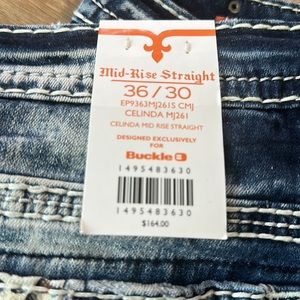 Mid-Rise Straight
36 / 30
EP9363MJ261S CMJ
CELINDA MJ261
CELINDA MID RISE STRAIGHT
DESIGNED EXCLUSIVELY
FOR
Buckle B
1495483630
1495483630
$164.00